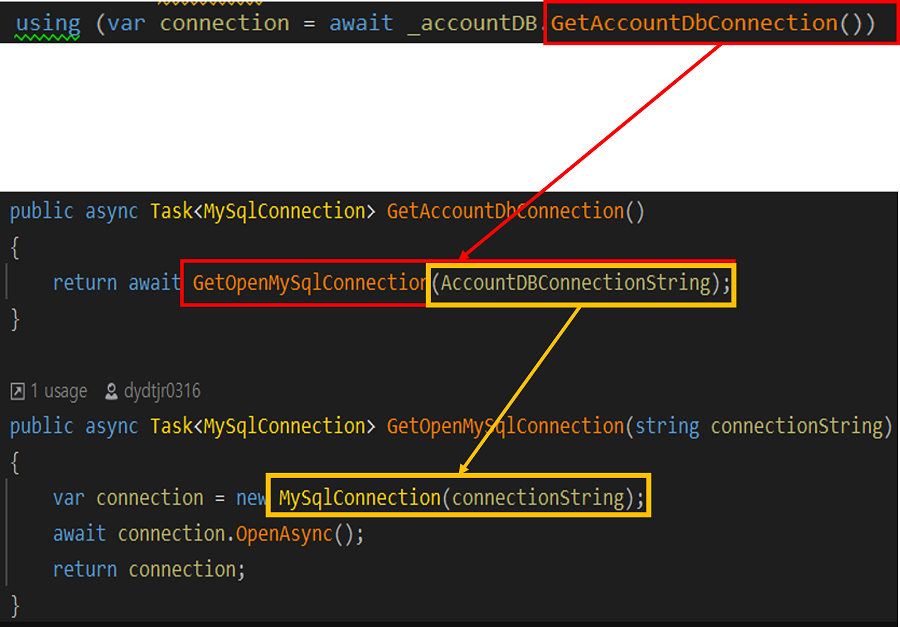 using (var connection = await _accountDB.GetAccountDbConnection())
public async Task<MySqlConnection> GetAccountDbConnection()
{
return await GetOpenMySqlConnection(AccountDBConnectionString);
}
1 usage dydtjr0316
public async Task<MySqlConnection> GetOpenMySqlConnection(string connectionString)
{
var connection = new MySqlConnection(connectionString);
await connection.OpenAsync();
return connection;
}